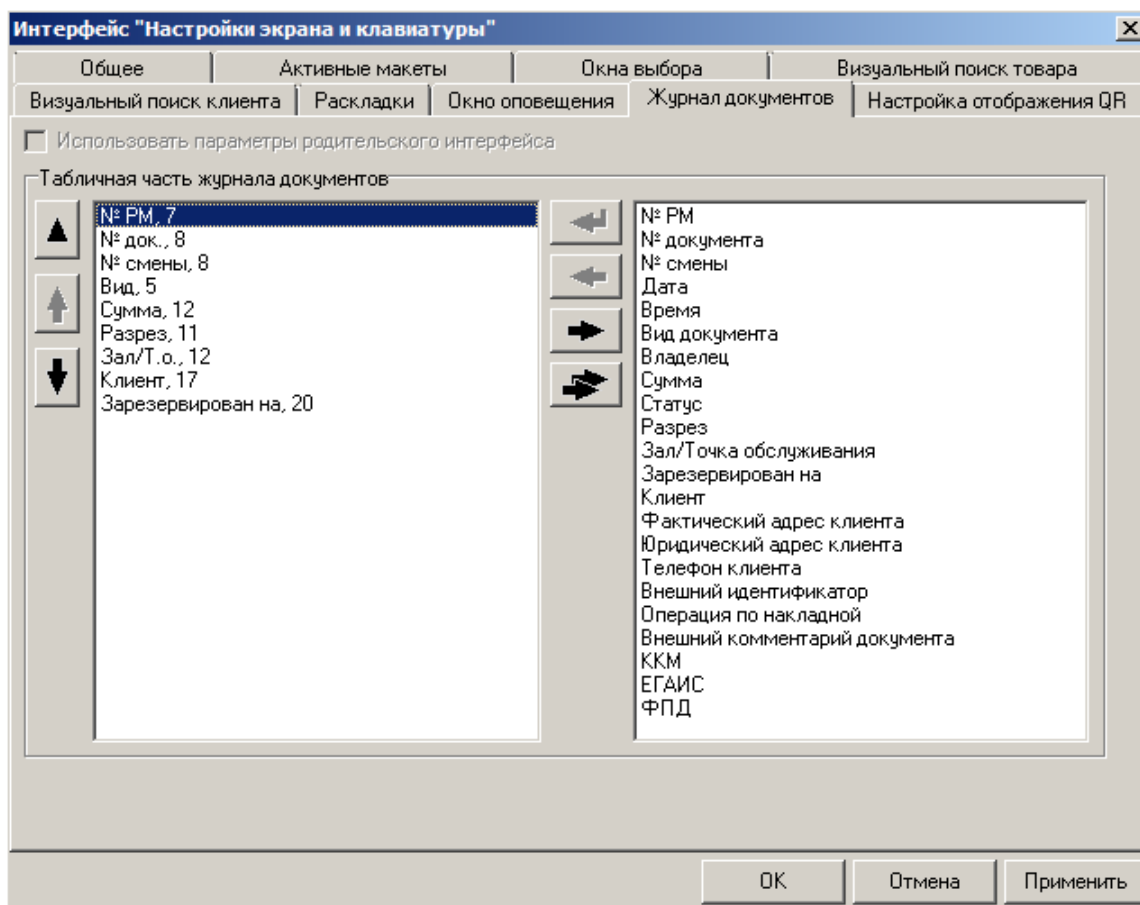 Интерфейс "Настройки экрана и клавиатуры"
Общее
Активные макеты
Окна выбора
Визуальный поиск товара
Визуальный поиск клиента
Раскладки
Окно оповещения
Журнал документов
Настройка отображения QR
Использовать параметры родительского интерфейса
Табличная часть журнала документов
№ РМ, 7
№ док., 8
№ смены, 8
Вид, 5
Сумма, 12
Разрез, 11
Зал/Т.о., 12
Клиент, 17
Зарезервирован на, 20
№ РМ
№ документа
№ смены
Дата
Время
Вид документа
Владелец
Сумма
Статус
Разрез
Зал/Точка обслуживания
Зарезервирован на
Клиент
Фактический адрес клиента
Юридический адрес клиента
Телефон клиента
Внешний идентификатор
Операция по накладной
Внешний комментарий документа
ККМ
ЕГАИС
ФПД
ОК
Отмена
Применить